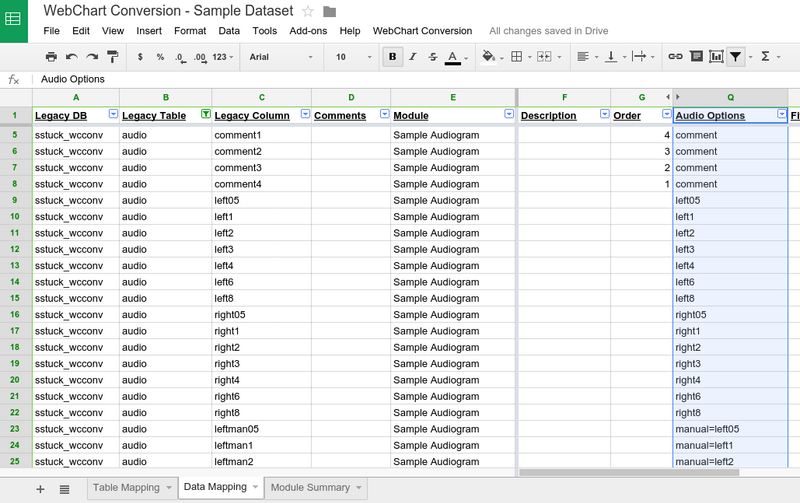 WebChart Conversion - Sample Dataset
File Edit View Insert Format Data Tools Add-ons Help WebChart Conversion All changes saved in Drive
$ % .0 .00 123 Arial 10 B I S A Σ
fx Audio Options
A B C D E F G Q
1 Legacy DB Legacy Table Legacy Column Comments Module Description Order Audio Options
5 sstuck_wcconv audio comment1 Sample Audiogram 4 comment
6 sstuck_wcconv audio comment2 Sample Audiogram 3 comment
7 sstuck_wcconv audio comment3 Sample Audiogram 2 comment
8 sstuck_wcconv audio comment4 Sample Audiogram 1 comment
9 sstuck_wcconv audio left05 Sample Audiogram left05
10 sstuck_wcconv audio left1 Sample Audiogram left1
11 sstuck_wcconv audio left2 Sample Audiogram left2
12 sstuck_wcconv audio left3 Sample Audiogram left3
13 sstuck_wcconv audio left4 Sample Audiogram left4
14 sstuck_wcconv audio left6 Sample Audiogram left6
15 sstuck_wcconv audio left8 Sample Audiogram left8
16 sstuck_wcconv audio right05 Sample Audiogram right05
17 sstuck_wcconv audio right1 Sample Audiogram right1
18 sstuck_wcconv audio right2 Sample Audiogram right2
19 sstuck_wcconv audio right3 Sample Audiogram right3
20 sstuck_wcconv audio right4 Sample Audiogram right4
21 sstuck_wcconv audio right6 Sample Audiogram right6
22 sstuck_wcconv audio right8 Sample Audiogram right8
23 sstuck_wcconv audio leftman05 Sample Audiogram manual=left05
24 sstuck_wcconv audio leftman1 Sample Audiogram manual=left1
25 sstuck_wcconv audio leftman2 Sample Audiogram manual=left2
+ Table Mapping Data Mapping Module Summary